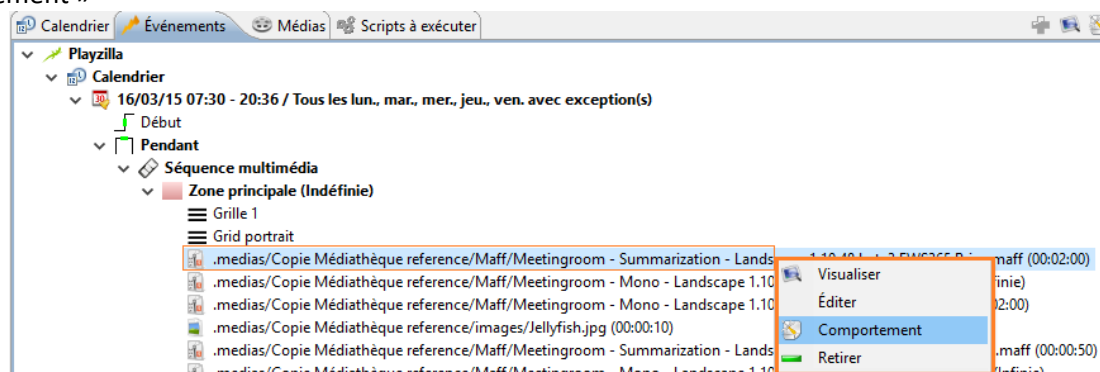 ement »
Calendrier Événements Médias Scripts à exécuter
Playzilla
Calendrier
16/03/15 07:30 - 20:36 / Tous les lun., mar., mer., jeu., ven. avec exception(s)
Début
Pendant
Séquence multimédia
Zone principale (Indéfinie)
Grille 1
Grid portrait
.medias/Copie Médiathèque reference/Maff/Meetingroom - Summarization - Lands maff (00:02:00)
Visualiser
.medias/Copie Médiathèque reference/Maff/Meetingroom - Mono - Landscape 1.10 finie)
Éditer
.medias/Copie Médiathèque reference/Maff/Meetingroom - Mono - Landscape 1.10 02:00)
.medias/Copie Médiathèque reference/images/Jellyfish.jpg (00:00:10)
Comportement
.medias/Copie Médiathèque reference/Maff/Meetingroom - Summarization - Lands .maff (00:00:50)
Retirer